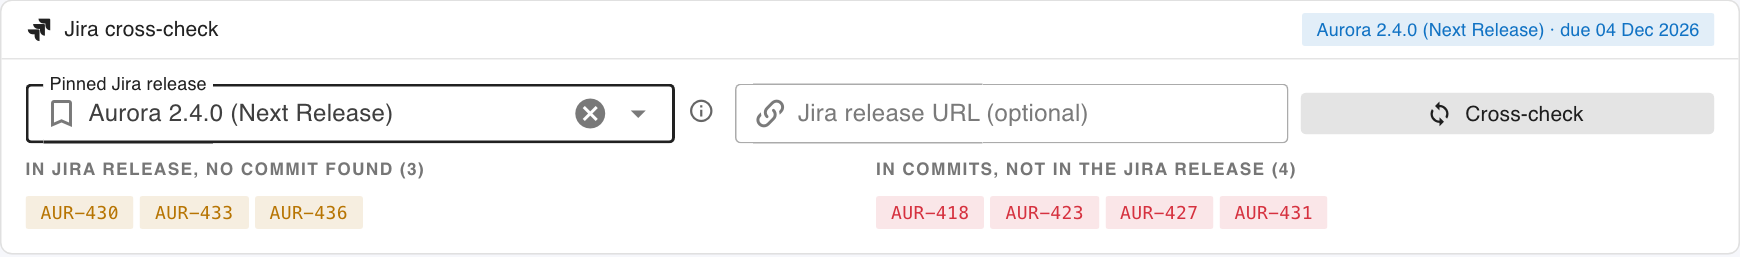 Jira cross-check
Aurora 2.4.0 (Next Release) · due 04 Dec 2026
Pinned Jira release
Aurora 2.4.0 (Next Release)
Jira release URL (optional)
Cross-check
IN JIRA RELEASE, NO COMMIT FOUND (3)
AUR-430 AUR-433 AUR-436
IN COMMITS, NOT IN THE JIRA RELEASE (4)
AUR-418 AUR-423 AUR-427 AUR-431